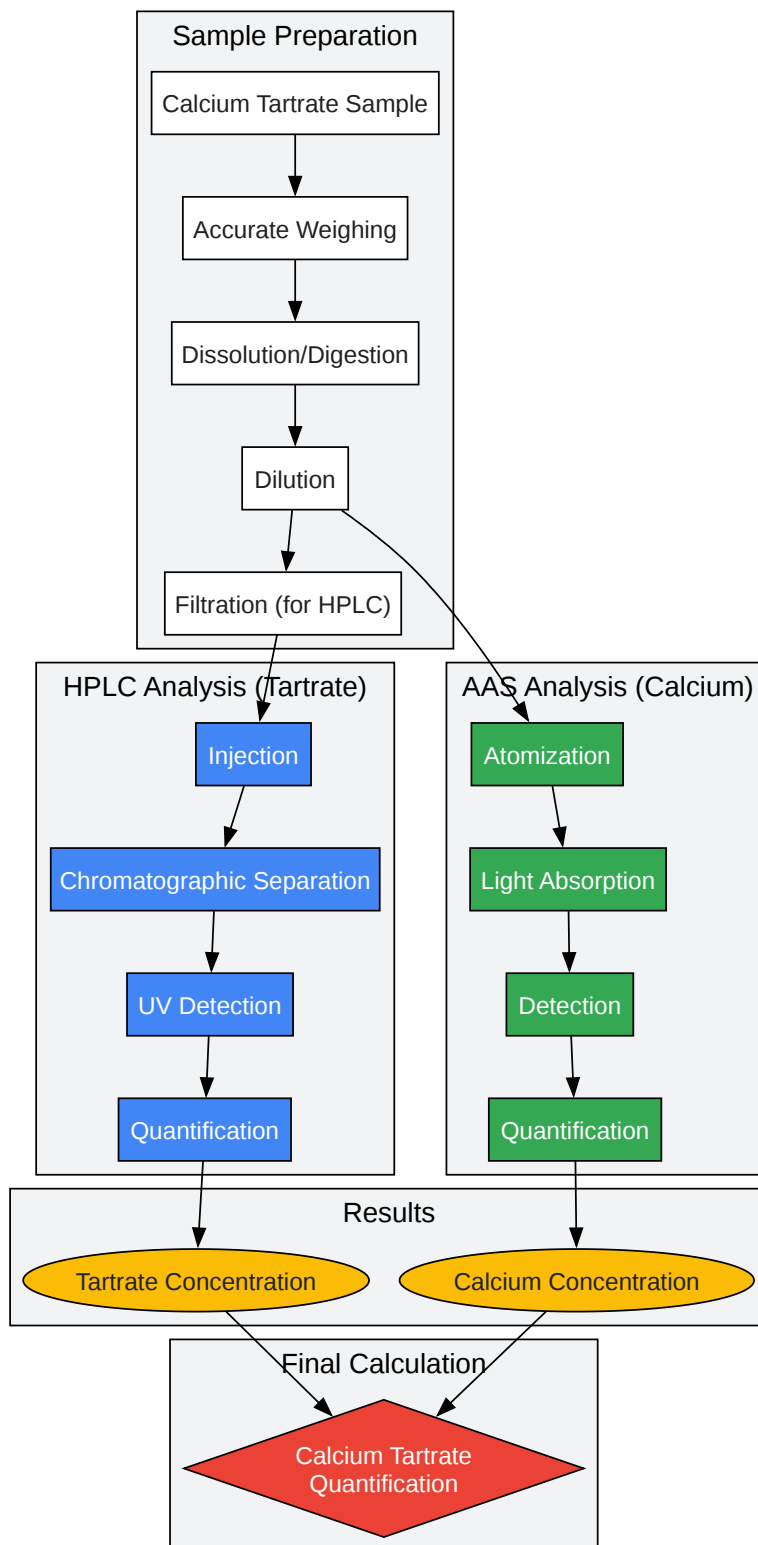 Sample Preparation
Calcium Tartrate Sample
Accurate Weighing
Dissolution/Digestion
Dilution
Filtration (for HPLC)
HPLC Analysis (Tartrate)
Injection
Chromatographic Separation
UV Detection
Quantification
AAS Analysis (Calcium)
Atomization
Light Absorption
Detection
Quantification
Results
Tartrate Concentration
Calcium Concentration
Final Calculation
Calcium Tartrate
Quantification